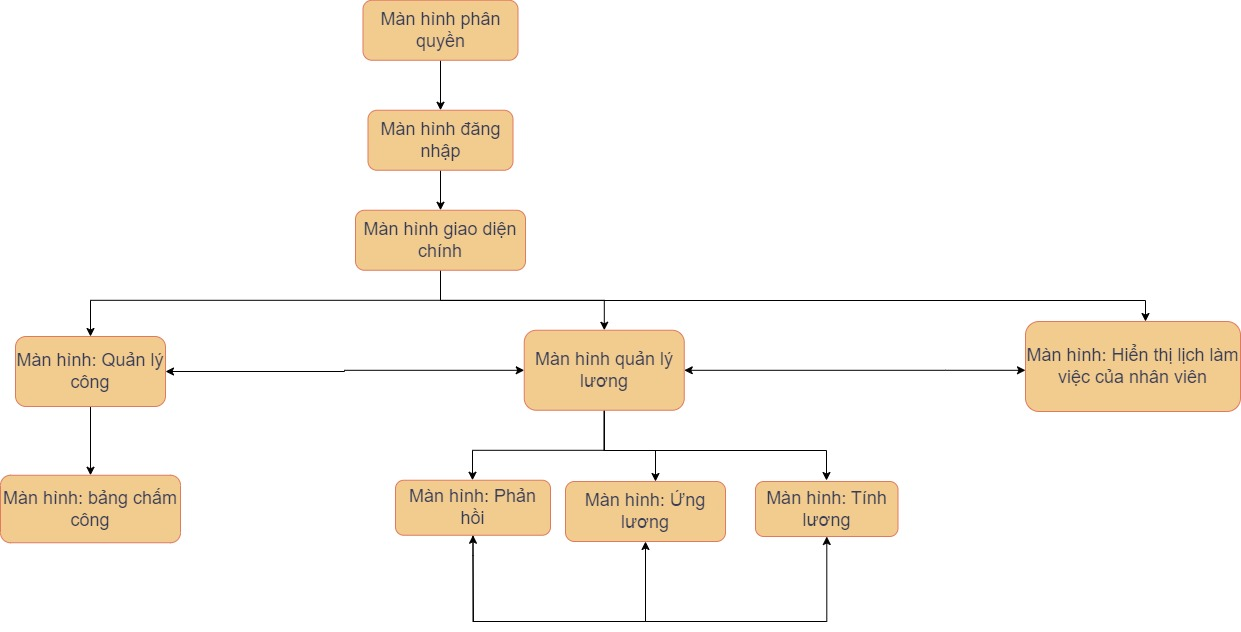 Màn hình phân
quyền
Màn hình đăng
nhập
Màn hình giao diện
chính
Màn hình: Quản lý
công
Màn hình quản lý
lương
Màn hình: Hiển thị lịch làm
việc của nhân viên
Màn hình: bảng chấm
công
Màn hình: Phản
hồi
Màn hình: Ứng
lương
Màn hình: Tính
lương